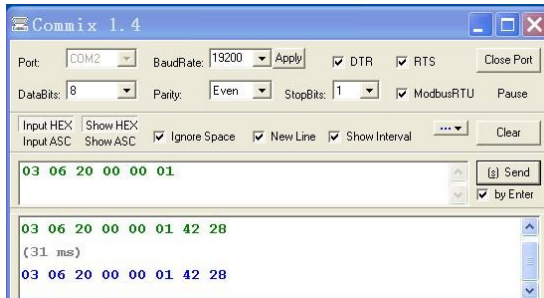 Commix 1.4
Port: COM2 BaudRate: 19200 Apply DTR RTS Close Port
DataBits: 8 Parity: Even StopBits: 1 ModbusRTU Pause
Input HEX Show HEX
Input ASC Show ASC Ignore Space New Line Show Interval ... Clear
03 06 20 00 00 01 (s) Send
by Enter
03 06 20 00 00 01 42 28
(31 ms)
03 06 20 00 00 01 42 28